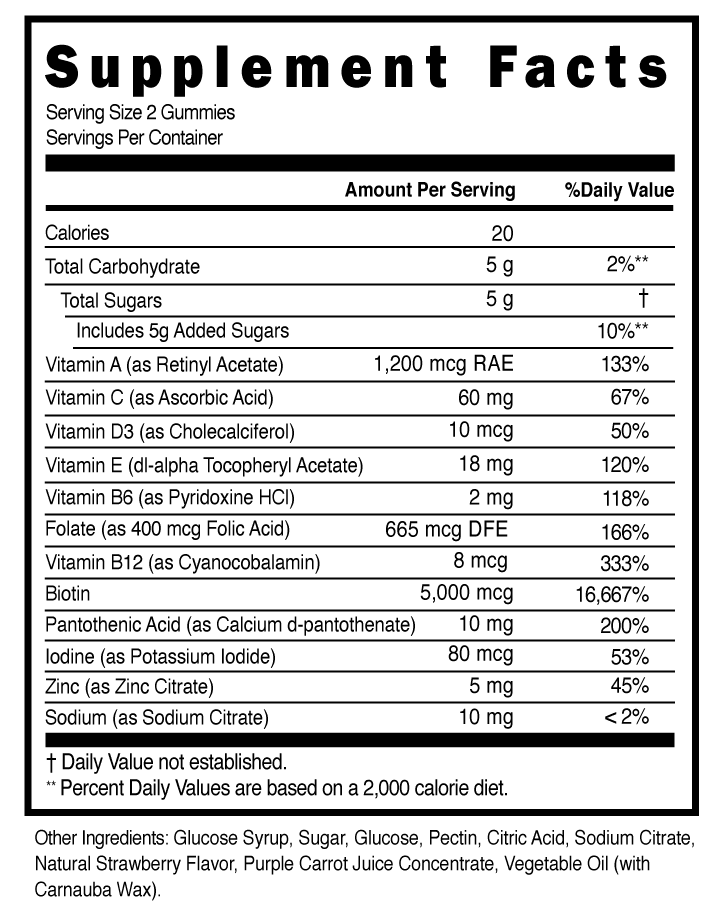 Supplement Facts
Serving Size 2 Gummies
Servings Per Container
Amount Per Serving %Daily Value
Calories 20
Total Carbohydrate 5 g 2%**
Total Sugars 5 g †
Includes 5g Added Sugars 10%**
Vitamin A (as Retinyl Acetate) 1,200 mcg RAE 133%
Vitamin C (as Ascorbic Acid) 60 mg 67%
Vitamin D3 (as Cholecalciferol) 10 mcg 50%
Vitamin E (dl-alpha Tocopheryl Acetate) 18 mg 120%
Vitamin B6 (as Pyridoxine HCI) 2 mg 118%
Folate (as 400 mcg Folic Acid) 665 mcg DFE 166%
Vitamin B12 (as Cyanocobalamin) 8 mcg 333%
Biotin 5,000 mcg 16,667%
Pantothenic Acid (as Calcium d-pantothenate) 10 mg 200%
Iodine (as Potassium Iodide) 80 mcg 53%
Zinc (as Zinc Citrate) 5 mg 45%
Sodium (as Sodium Citrate) 10 mg < 2%
† Daily Value not established.
** Percent Daily Values are based on a 2,000 calorie diet.
Other Ingredients: Glucose Syrup, Sugar, Glucose, Pectin, Citric Acid, Sodium Citrate,
Natural Strawberry Flavor, Purple Carrot Juice Concentrate, Vegetable Oil (with
Carnauba Wax).